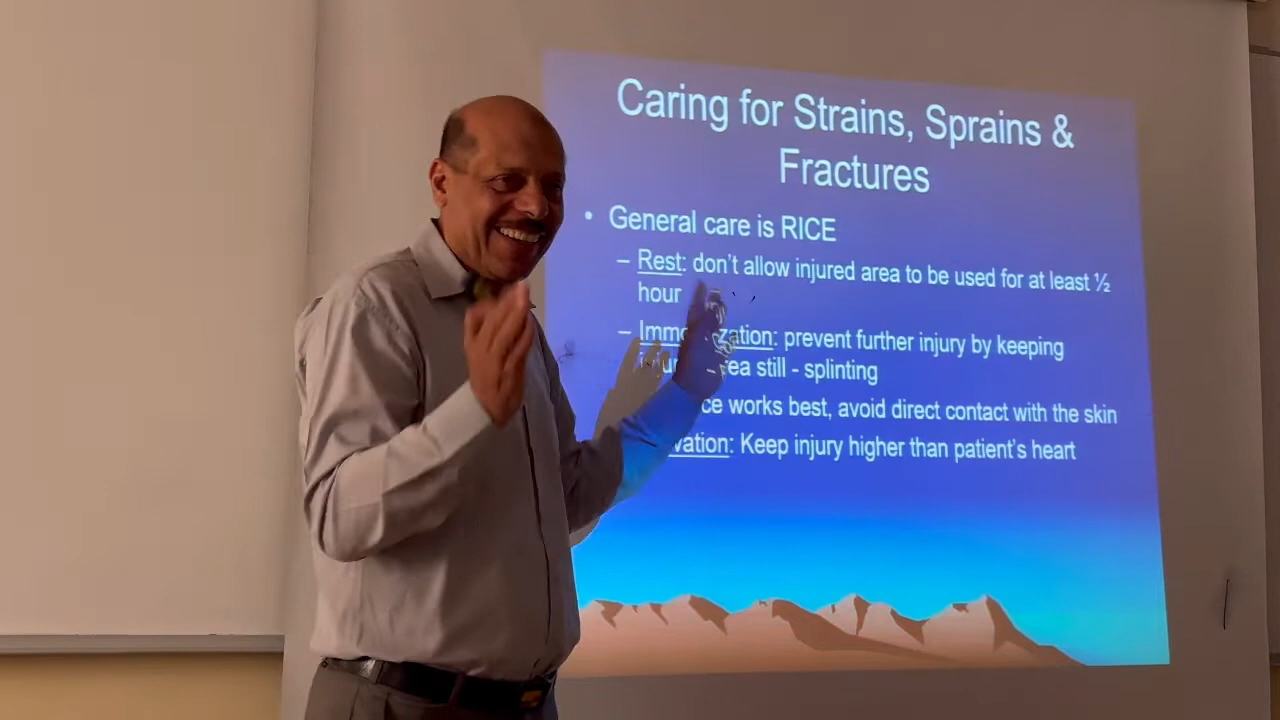 Caring for Strains, Sprains &
Fractures
• General care is RICE
– Rest: don't allow injured area to be used for at least ½
hour
– Imm zation: prevent further injury by keeping
injur rea still - splinting
ce works best, avoid direct contact with the skin
vation: Keep injury higher than patient's heart